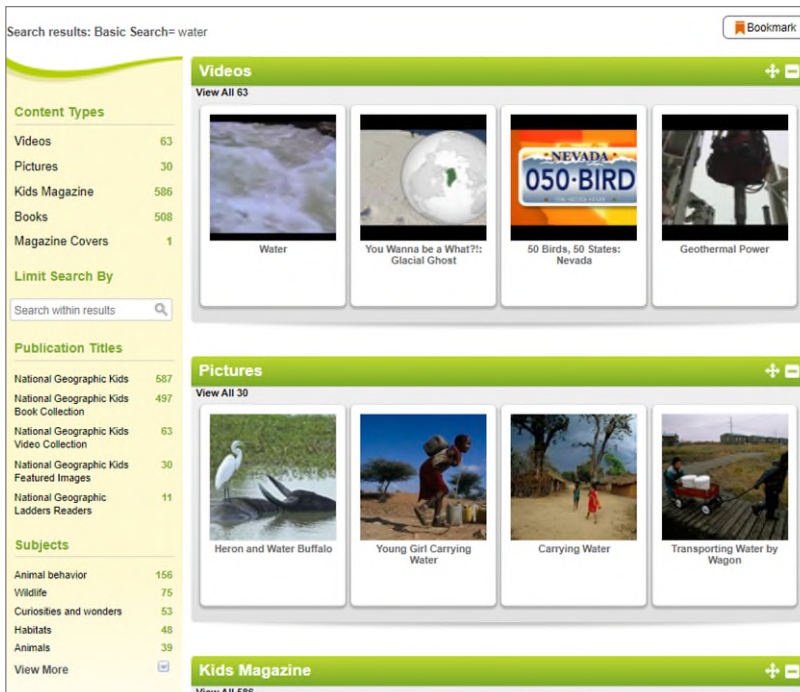 Search results: Basic Search= water
Bookmark
Content Types
Videos 63
Pictures 30
Kids Magazine 586
Books 508
Magazine Covers 1
Limit Search By
Search within results
Publication Titles
National Geographic Kids 587
National Geographic Kids 497
Book Collection
National Geographic Kids 63
Video Collection
National Geographic Kids 30
Featured Images
National Geographic 11
Ladders Readers
Subjects
Animal behavior 156
Wildlife 75
Curiosities and wonders 53
Habitats 48
Animals 39
View More
Videos
View All 63
NEVADA
050·BIRD
Water
You Wanna be a What?!:
Glacial Ghost
50 Birds, 50 States:
Nevada
Geothermal Power
Pictures
View All 30
Heron and Water Buffalo
Young Girl Carrying
Water
Carrying Water
Transporting Water by
Wagon
Kids Magazine
View All 586